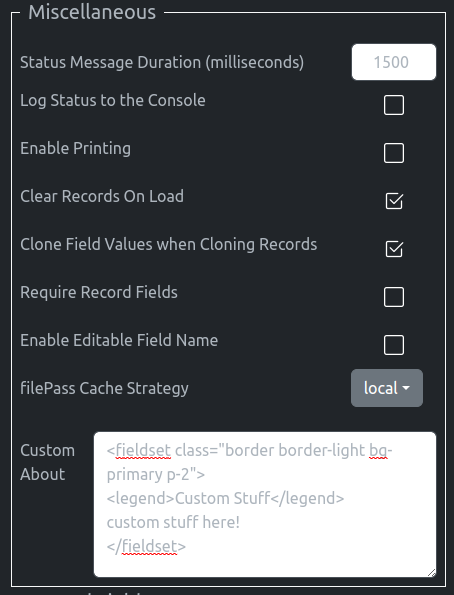 Miscellaneous
Status Message Duration (milliseconds) 1500
Log Status to the Console
Enable Printing
Clear Records On Load
Clone Field Values when Cloning Records
Require Record Fields
Enable Editable Field Name
filePass Cache Strategy local
Custom About
<fieldset class="border border-light bg-
primary p-2">
<legend>Custom Stuff</legend>
custom stuff here!
</fieldset>